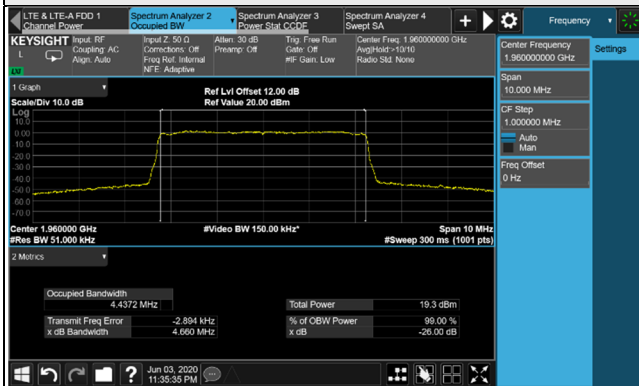 LTE & LTE-A FDD 1
Channel Power
Spectrum Analyzer 2
Occupied BW
Spectrum Analyzer 3
Power Stat CCDF
Spectrum Analyzer 4
Swept SA
Frequency
KEYSIGHT
L
LV
Input: RF
Coupling: AC
Align: Auto
Input Z: 50 Ω
Corrections: Off
Freq Ref: Internal
NFE: Adaptive
Atten: 30 dB
Preamp: Off
Trig: Free Run
Gate: Off
#IF Gain: Low
Center Freq: 1.960000000 GHz
Avg|Hold:>10/10
Radio Std: None
Center Frequency
1.960000000 GHz
Settings
Span
10.000 MHz
CF Step
1.000000 MHz
Auto
Man
Freq Offset
0 Hz
1 Graph
Scale/Div 10.0 dB
Ref Lvl Offset 12.00 dB
Ref Value 20.00 dBm
Log
10.0
0.00
-10.0
-20.0
-30.0
-40.0
-50.0
-60.0
-70.0
Center 1.960000 GHz
#Res BW 51.000 kHz
#Video BW 150.00 kHz*
Span 10 MHz
#Sweep 300 ms (1001 pts)
2 Metrics
Occupied Bandwidth
4.4372 MHz
Total Power
19.3 dBm
Transmit Freq Error
-2.894 kHz
% of OBW Power
99.00 %
x dB Bandwidth
4.660 MHz
x dB
-26.00 dB
?
Jun 03, 2020
11:35:35 PM